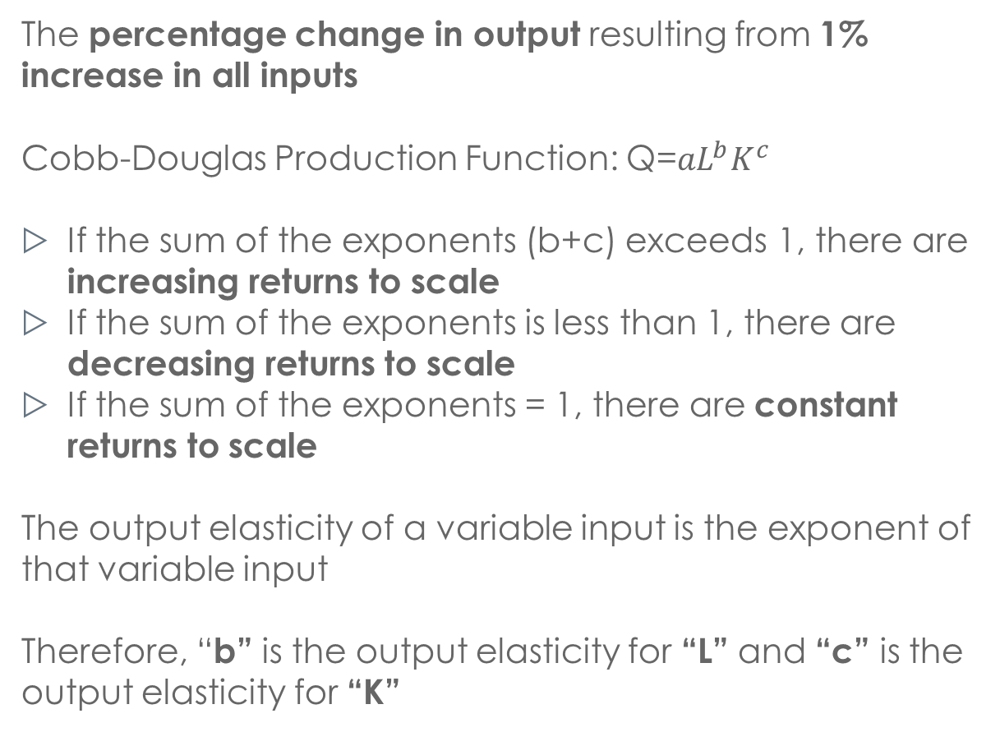 The percentage change in output resulting from 1%
increase in all inputs
Cobb-Douglas Production Function: Q=aLᵇKᶜ
▷ If the sum of the exponents (b+c) exceeds 1, there are
increasing returns to scale
▷ If the sum of the exponents is less than 1, there are
decreasing returns to scale
▷ If the sum of the exponents = 1, there are constant
returns to scale
The output elasticity of a variable input is the exponent of
that variable input
Therefore, “b” is the output elasticity for “L” and “c” is the
output elasticity for “K”